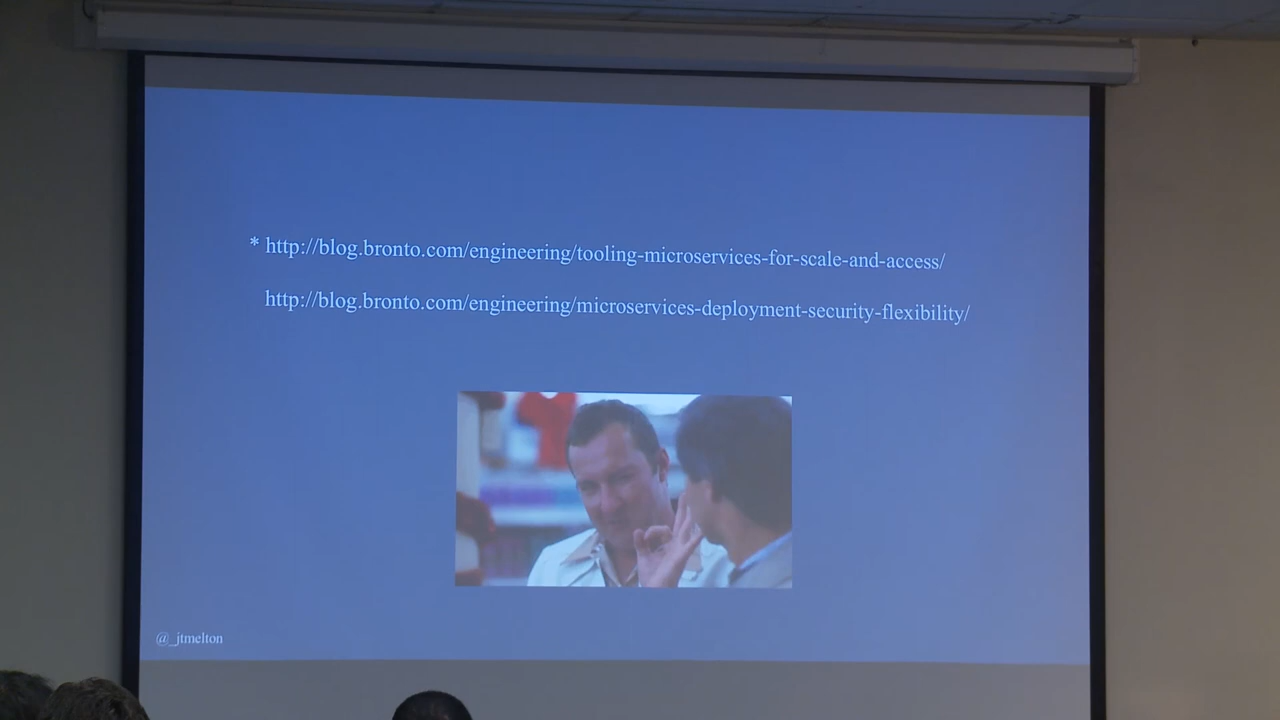 * http://blog.bronto.com/engineering/tooling-microservices-for-scale-and-access/
http://blog.bronto.com/engineering/microservices-deployment-security-flexibility/
@_jtmelton